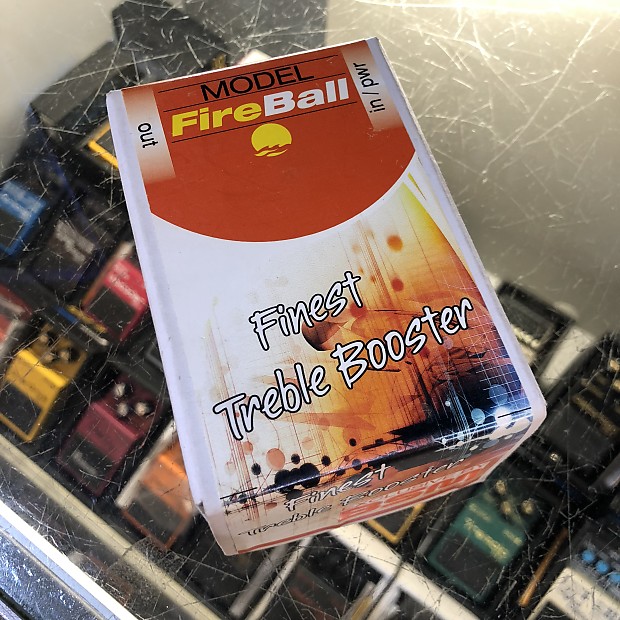 MODEL
FireBall
out
in / pwr
Finest
Treble Booster
Finest
Treble Booster